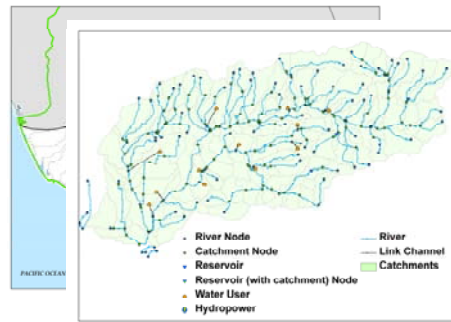 River Node
Catchment Node
Reservoir
Reservoir (with catchment) Node
Water User
Hydropower
River
Link Channel
Catchments
PACIFIC OCEAN